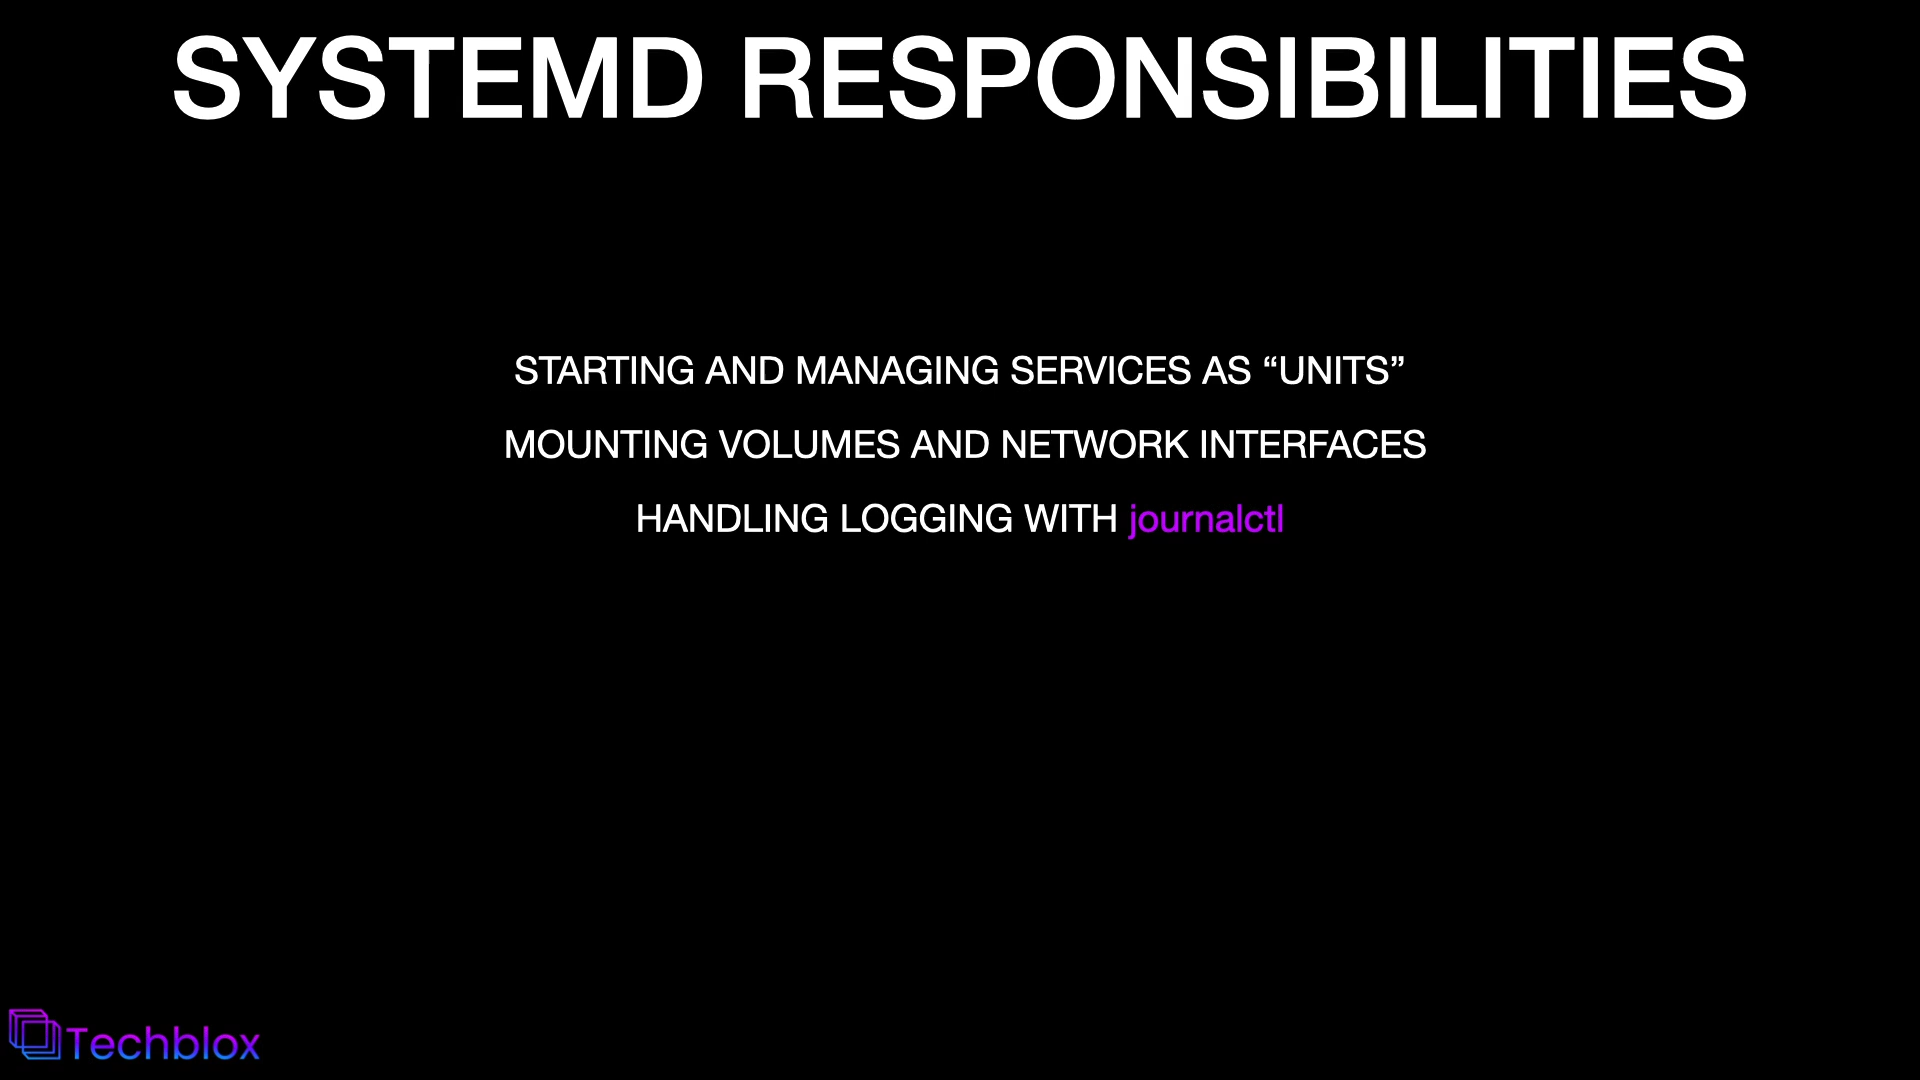 SYSTEMD RESPONSIBILITIES
STARTING AND MANAGING SERVICES AS “UNITS”
MOUNTING VOLUMES AND NETWORK INTERFACES
HANDLING LOGGING WITH journalctl
Techblox